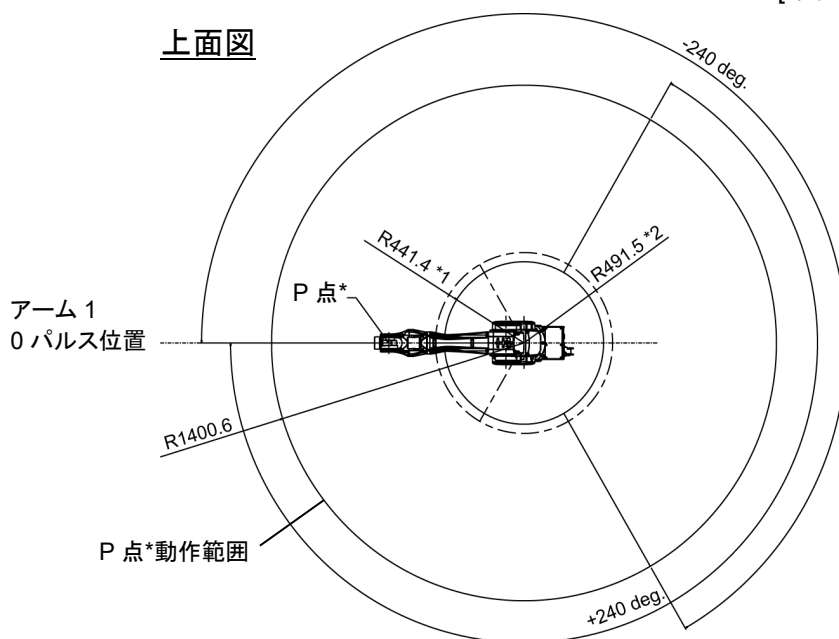 上面図
-240 deg.
R441.4 *1
R491.5 *2
P 点*
アーム 1
0 パルス位置
R1400.6
P 点*動作範囲
+240 deg.